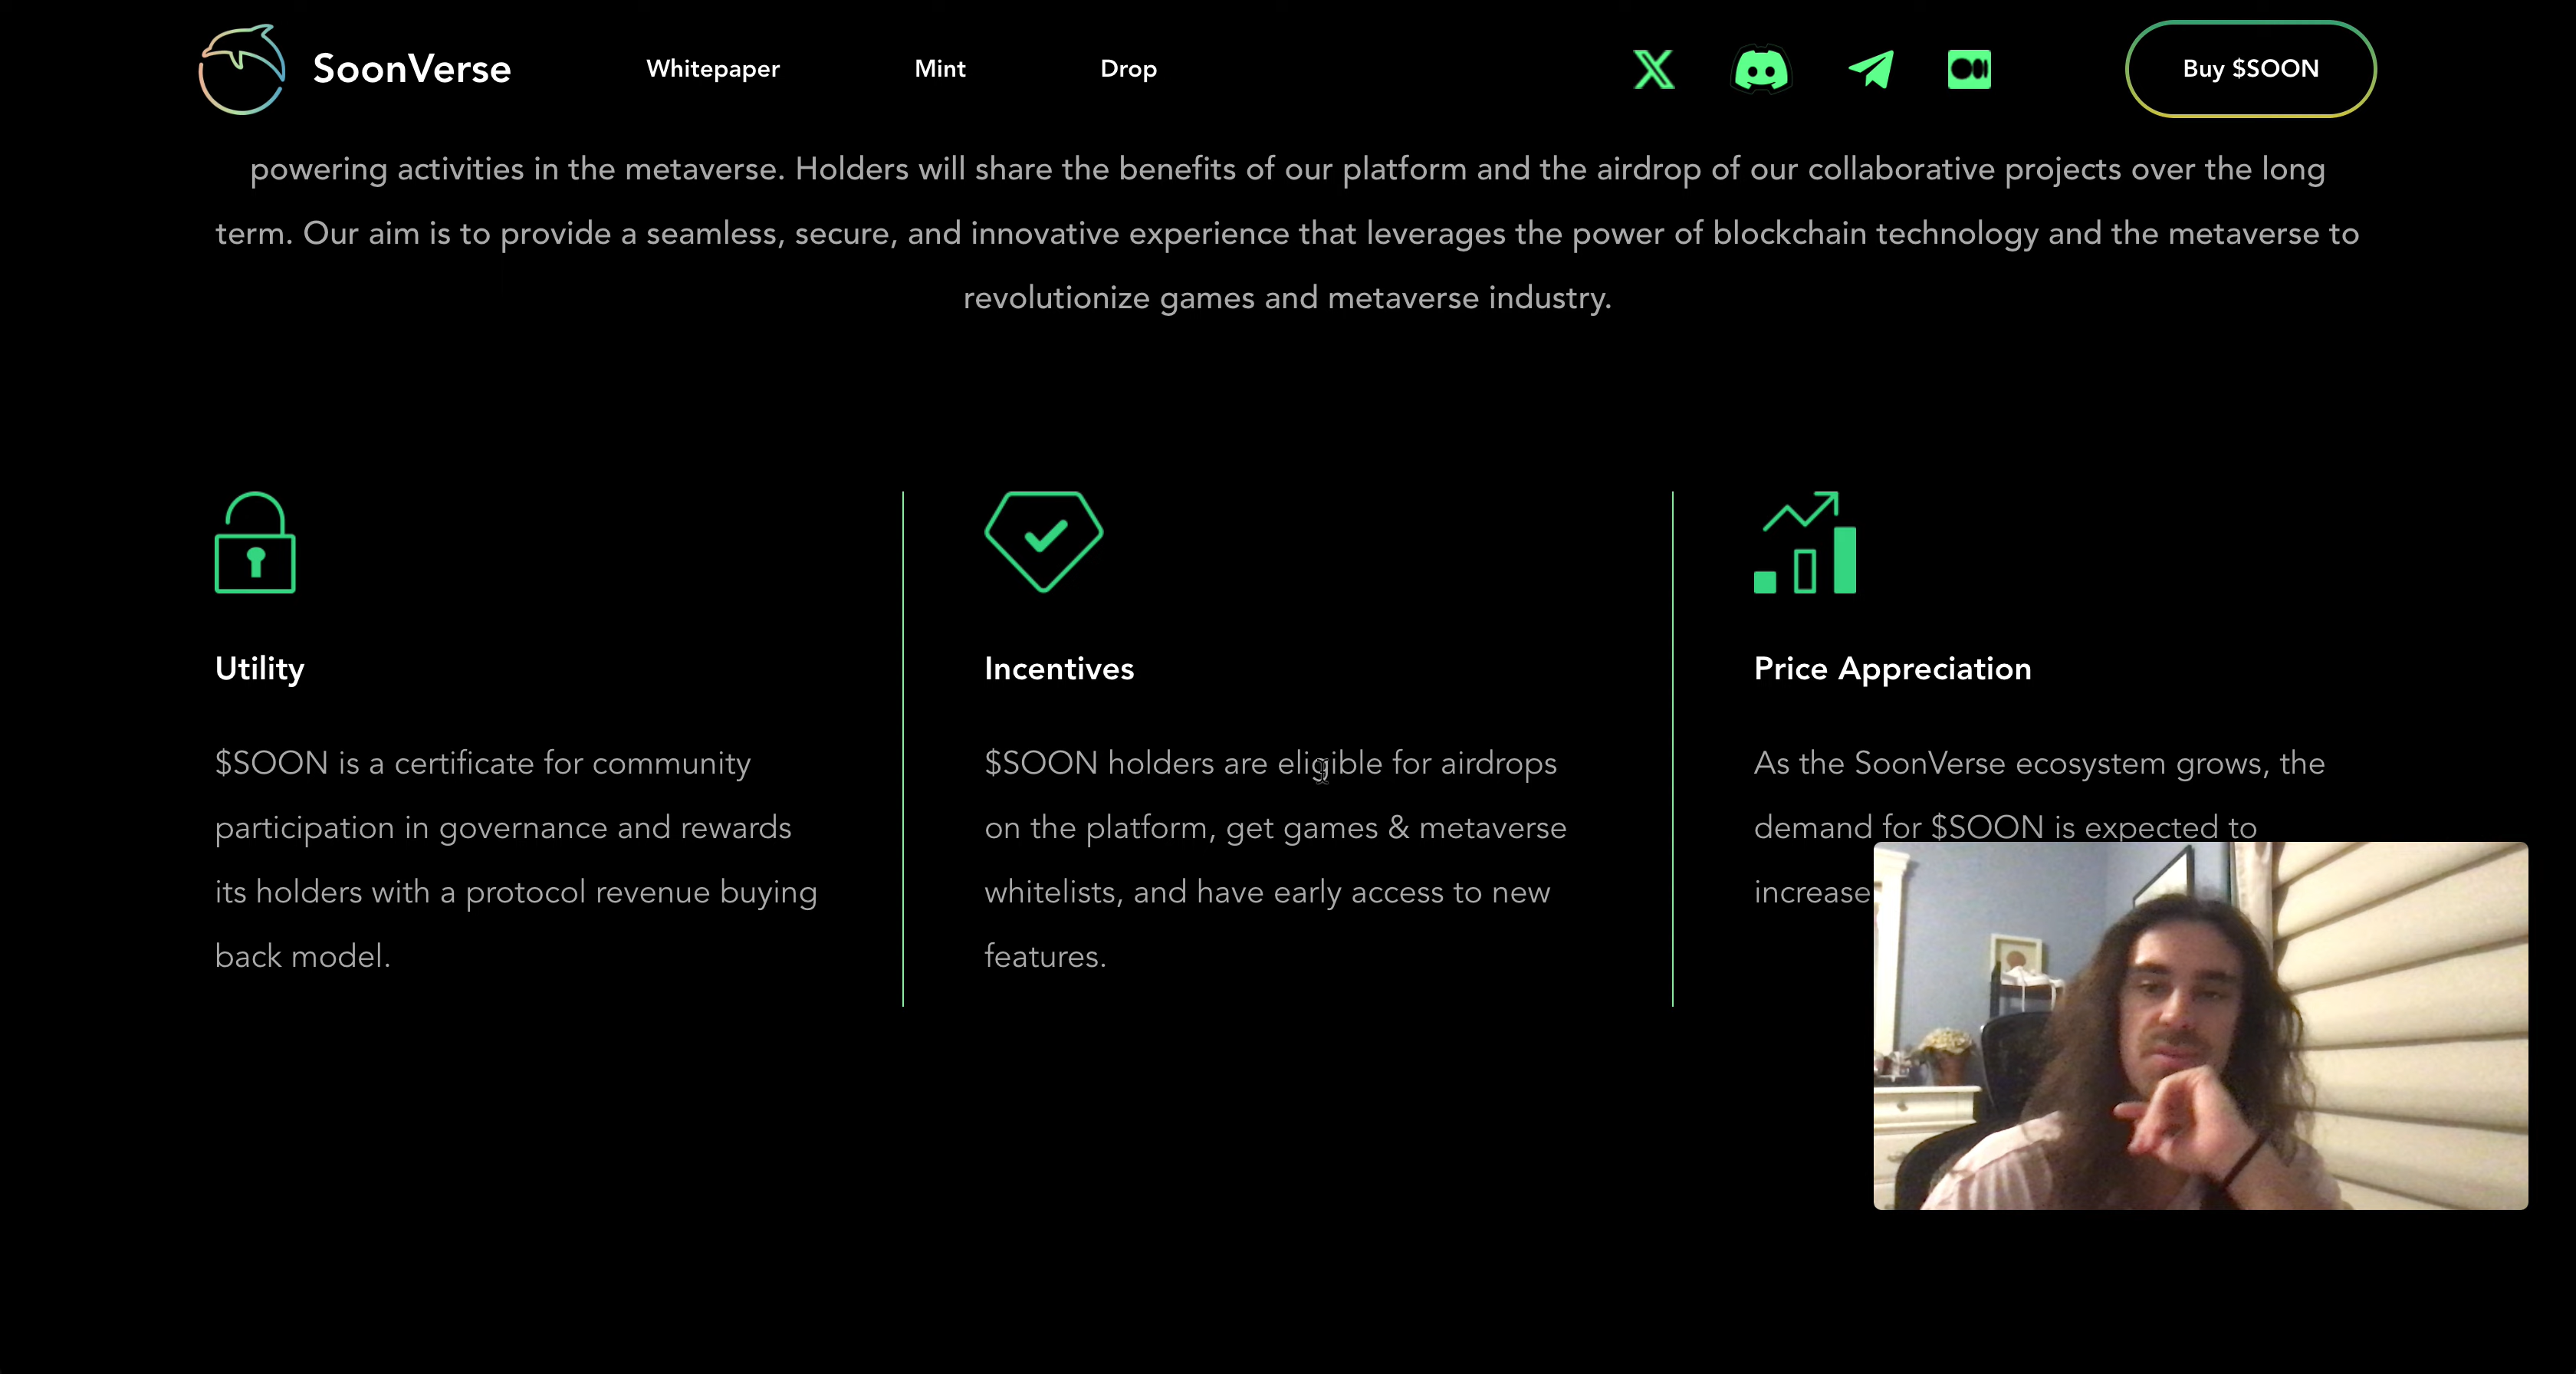 SoonVerse
Whitepaper
Mint
Drop
Buy $SOON
powering activities in the metaverse. Holders will share the benefits of our platform and the airdrop of our collaborative projects over the long
term. Our aim is to provide a seamless, secure, and innovative experience that leverages the power of blockchain technology and the metaverse to
revolutionize games and metaverse industry.
Utility
$SOON is a certificate for community
participation in governance and rewards
its holders with a protocol revenue buying
back model.
Incentives
$SOON holders are eligible for airdrops
on the platform, get games & metaverse
whitelists, and have early access to new
features.
Price Appreciation
As the SoonVerse ecosystem grows, the
demand for $SOON is expected to
increase